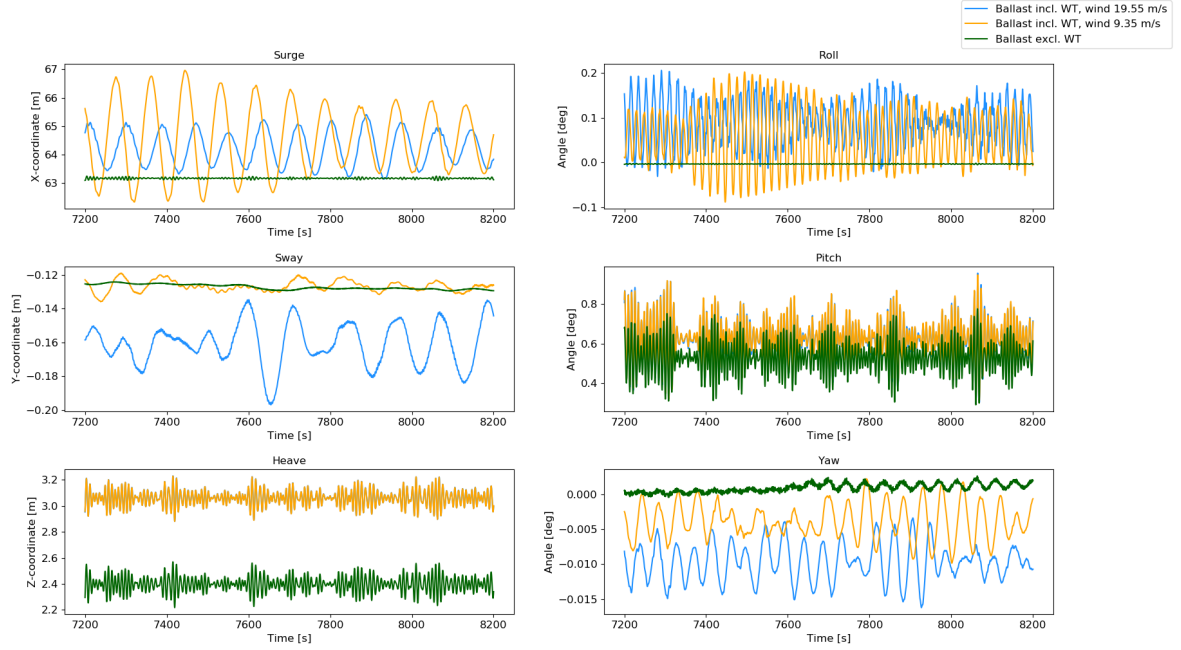 Ballast incl. WT, wind 19.55 m/s
Ballast incl. WT, wind 9.35 m/s
Ballast excl. WT
Surge
67
66
65
64
63
X-coordinate [m]
7200 7400 7600 7800 8000 8200
Time [s]
Roll
0.2
0.1
0.0
−0.1
Angle [deg]
7200 7400 7600 7800 8000 8200
Time [s]
Sway
−0.12
−0.14
−0.16
−0.18
−0.20
Y-coordinate [m]
7200 7400 7600 7800 8000 8200
Time [s]
Pitch
0.8
0.6
0.4
Angle [deg]
7200 7400 7600 7800 8000 8200
Time [s]
Heave
3.2
3.0
2.8
2.6
2.4
2.2
Z-coordinate [m]
7200 7400 7600 7800 8000 8200
Time [s]
Yaw
0.000
−0.005
−0.010
−0.015
Angle [deg]
7200 7400 7600 7800 8000 8200
Time [s]